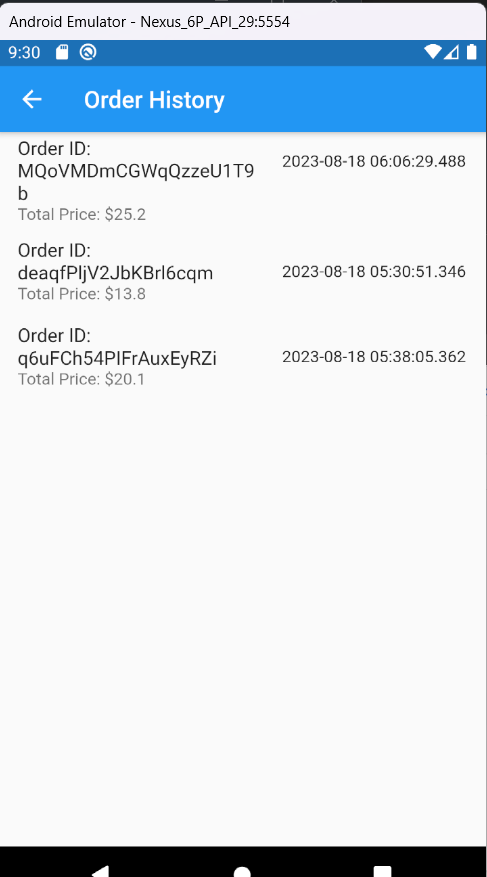 Android Emulator - Nexus_6P_API_29:5554
9:30
Order History
Order ID:
MQoVMDmCGWqQzzeU1T9
b
2023-08-18 06:06:29.488
Total Price: $25.2
Order ID:
deaqfPljV2JbKBrl6cqm
2023-08-18 05:30:51.346
Total Price: $13.8
Order ID:
q6uFCh54PIFrAuxEyRZi
2023-08-18 05:38:05.362
Total Price: $20.1